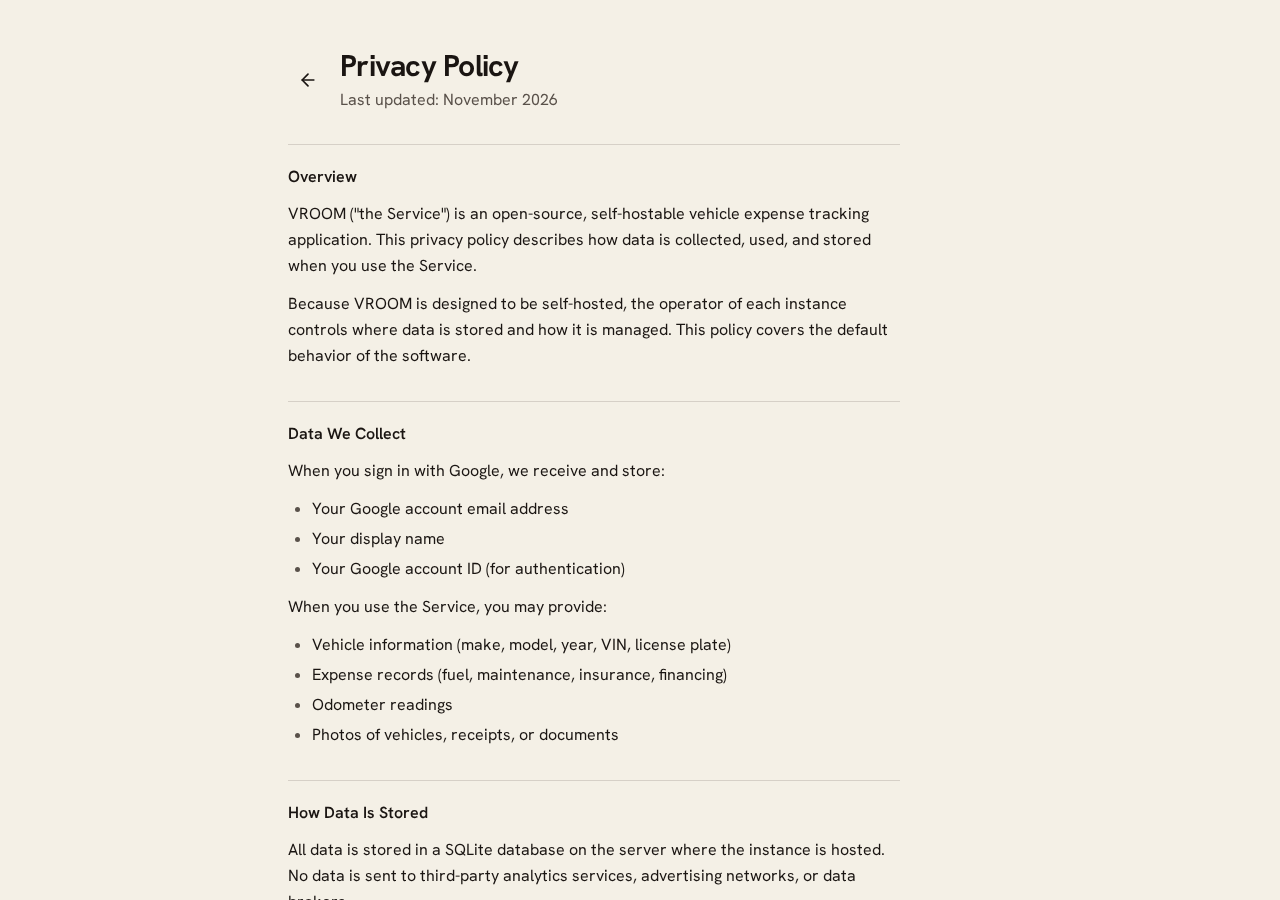 Privacy Policy
Last updated: November 2026
Overview
VROOM ("the Service") is an open-source, self-hostable vehicle expense tracking
application. This privacy policy describes how data is collected, used, and stored
when you use the Service.
Because VROOM is designed to be self-hosted, the operator of each instance
controls where data is stored and how it is managed. This policy covers the default
behavior of the software.
Data We Collect
When you sign in with Google, we receive and store:
• Your Google account email address
• Your display name
• Your Google account ID (for authentication)
When you use the Service, you may provide:
• Vehicle information (make, model, year, VIN, license plate)
• Expense records (fuel, maintenance, insurance, financing)
• Odometer readings
• Photos of vehicles, receipts, or documents
How Data Is Stored
All data is stored in a SQLite database on the server where the instance is hosted.
No data is sent to third-party analytics services, advertising networks, or data
brokers.